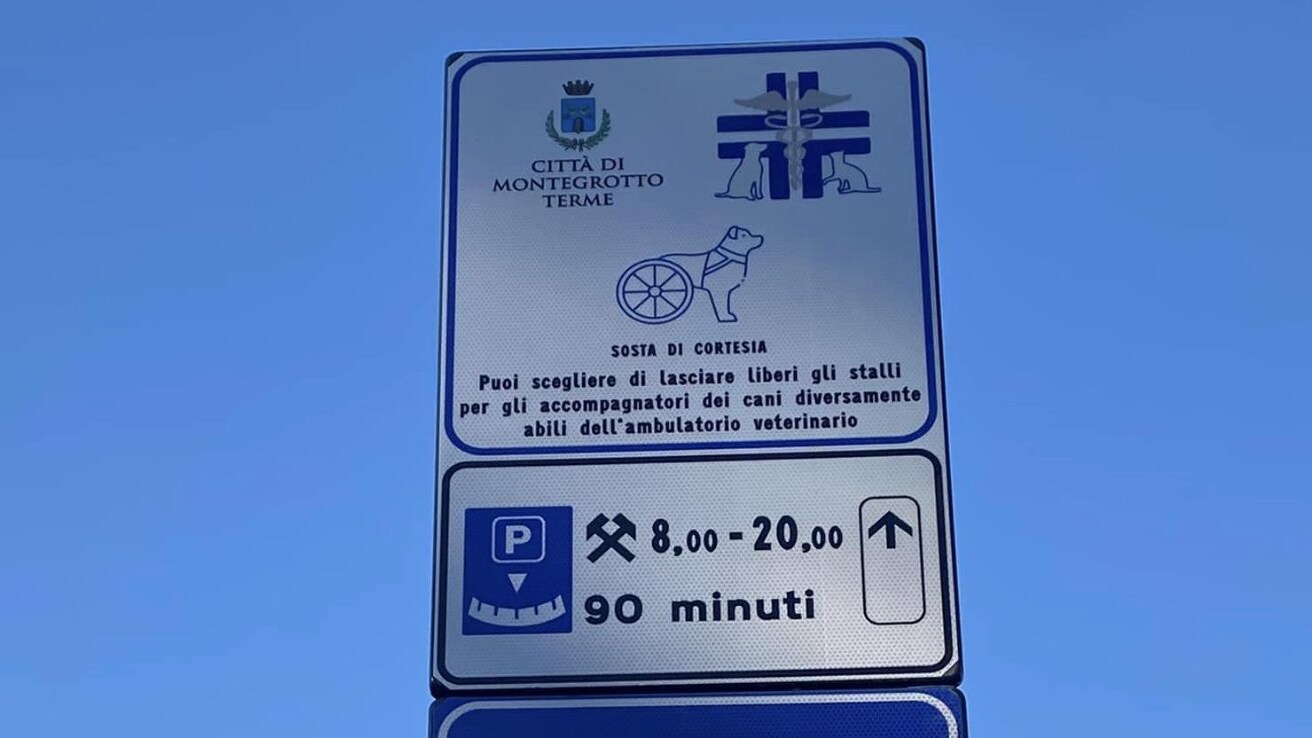 CITTÀ DI
MONTEGROTTO
TERME
SOSTA DI CORTESIA
Puoi scegliere di lasciare liberi gli stalli
per gli accompagnatori dei cani diversamente
abili dell'ambulatorio veterinario
P
8,00 - 20,00
90 minuti